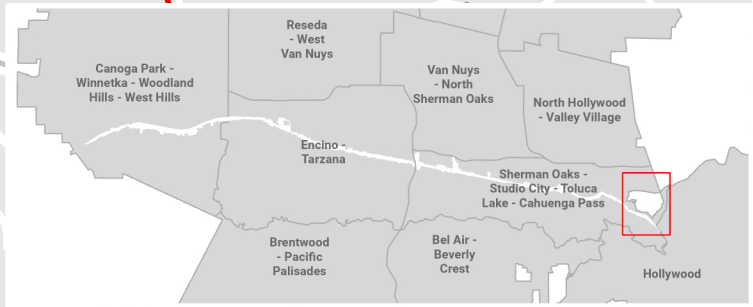 Reseda
- West
Van Nuys
Canoga Park -
Winnetka - Woodland
Hills - West Hills
Van Nuys
- North
Sherman Oaks
North Hollywood
- Valley Village
Encino -
Tarzana
Sherman Oaks -
Studio City - Toluca
Lake - Cahuenga Pass
Brentwood
- Pacific
Palisades
Bel Air -
Beverly
Crest
Hollywood